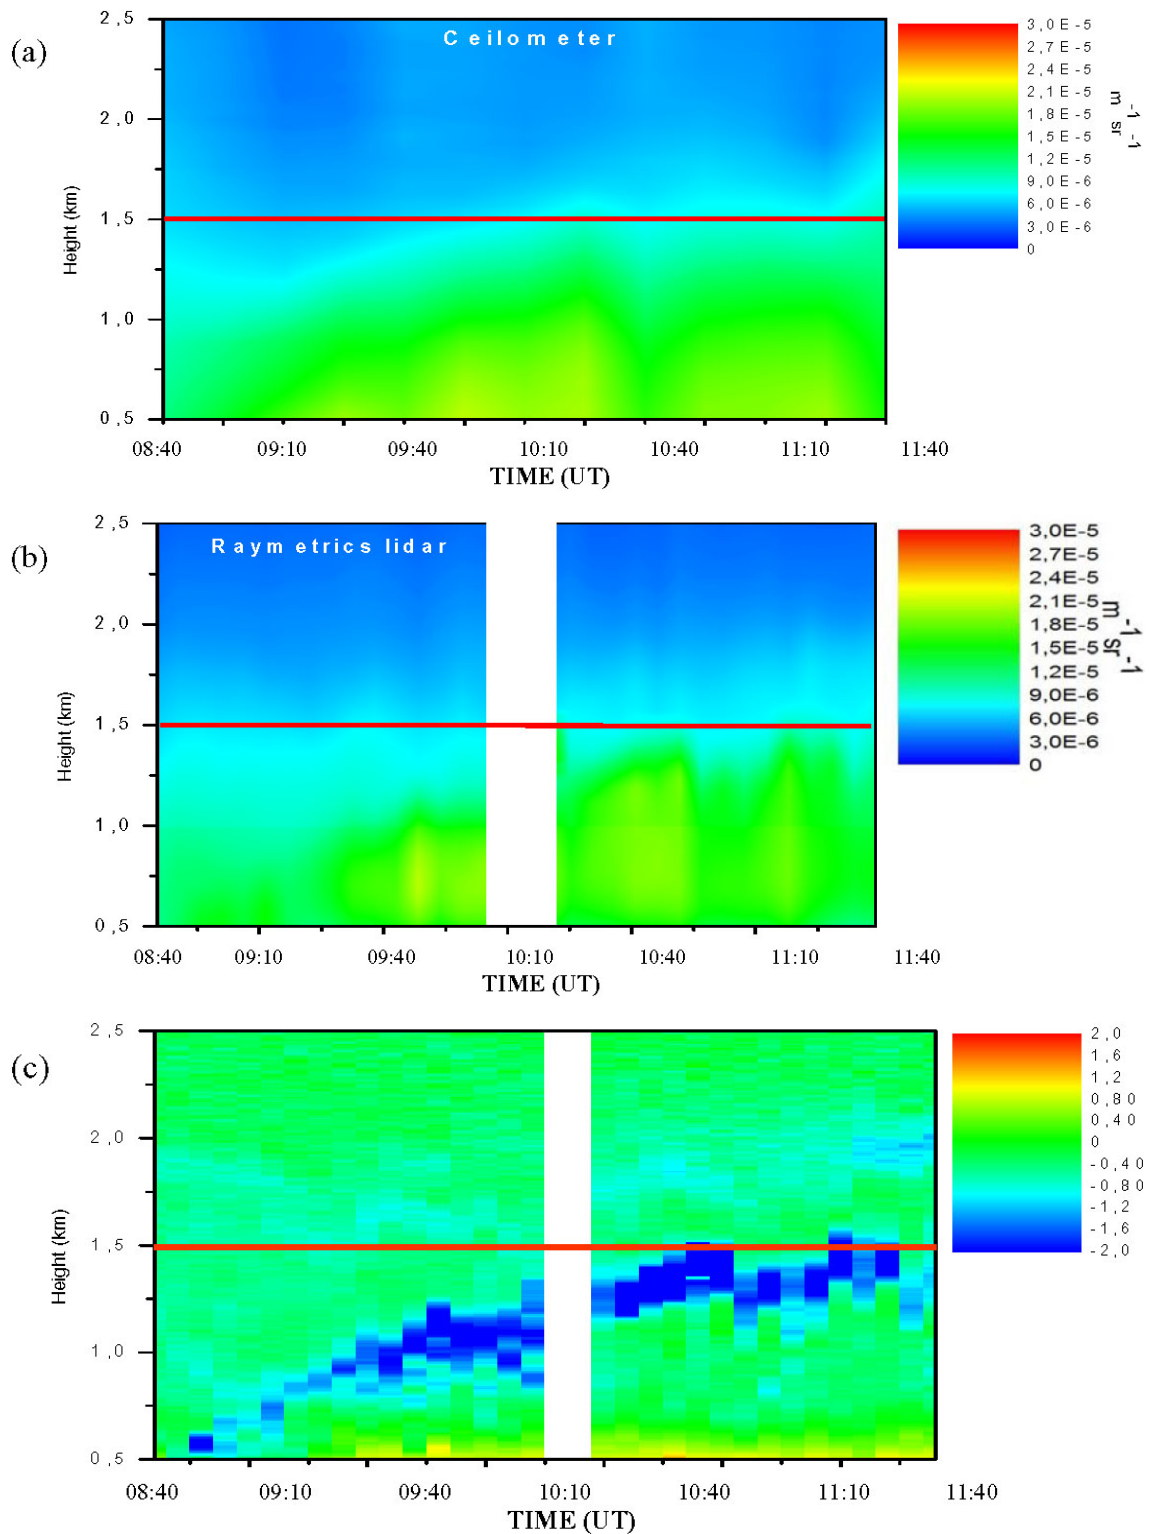 (a)
Ceilometer
2,5
2,0
1,5
1,0
0,5
Height (km)
08:40 09:10 09:40 10:10 10:40 11:10 11:40
TIME (UT)
3,0 E -5
2,7 E -5
2,4 E -5
2,1 E -5
1,8 E -5
1,5 E -5
1,2 E -5
9,0 E -6
6,0 E -6
3,0 E -6
0
m⁻¹ sr⁻¹
(b)
Raymetrics lidar
2,5
2,0
1,5
1,0
0,5
Height (km)
08:40 09:10 09:40 10:10 10:40 11:10 11:40
TIME (UT)
3,0E-5
2,7E-5
2,4E-5
2,1E-5
1,8E-5
1,5E-5
1,2E-5
9,0E-6
6,0E-6
3,0E-6
0
m⁻¹sr⁻¹
(c)
2,5
2,0
1,5
1,0
0,5
Height (km)
08:40 09:10 09:40 10:10 10:40 11:10 11:40
TIME (UT)
2,0
1,6
1,2
0,80
0,40
0
-0,40
-0,80
-1,2
-1,6
-2,0